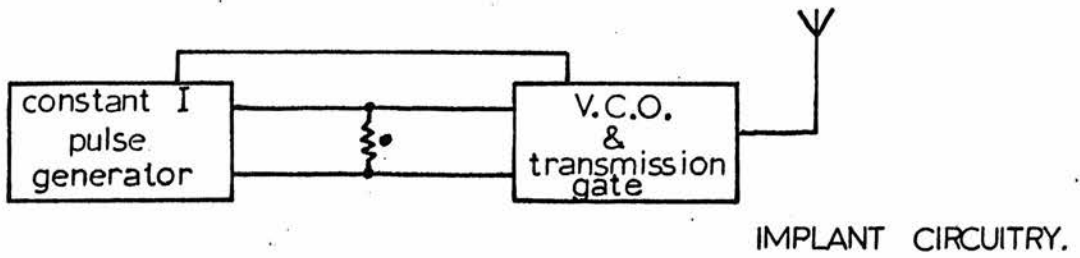 constant I
pulse
generator
V.C.O.
&
transmission
gate
IMPLANT CIRCUITRY.